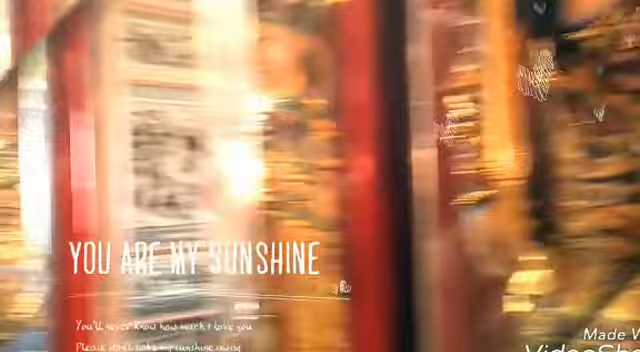 YOU ARE MY SUNSHINE
You'll never know how much I love you
Please don't take my sunshine away
Made
VideoSho